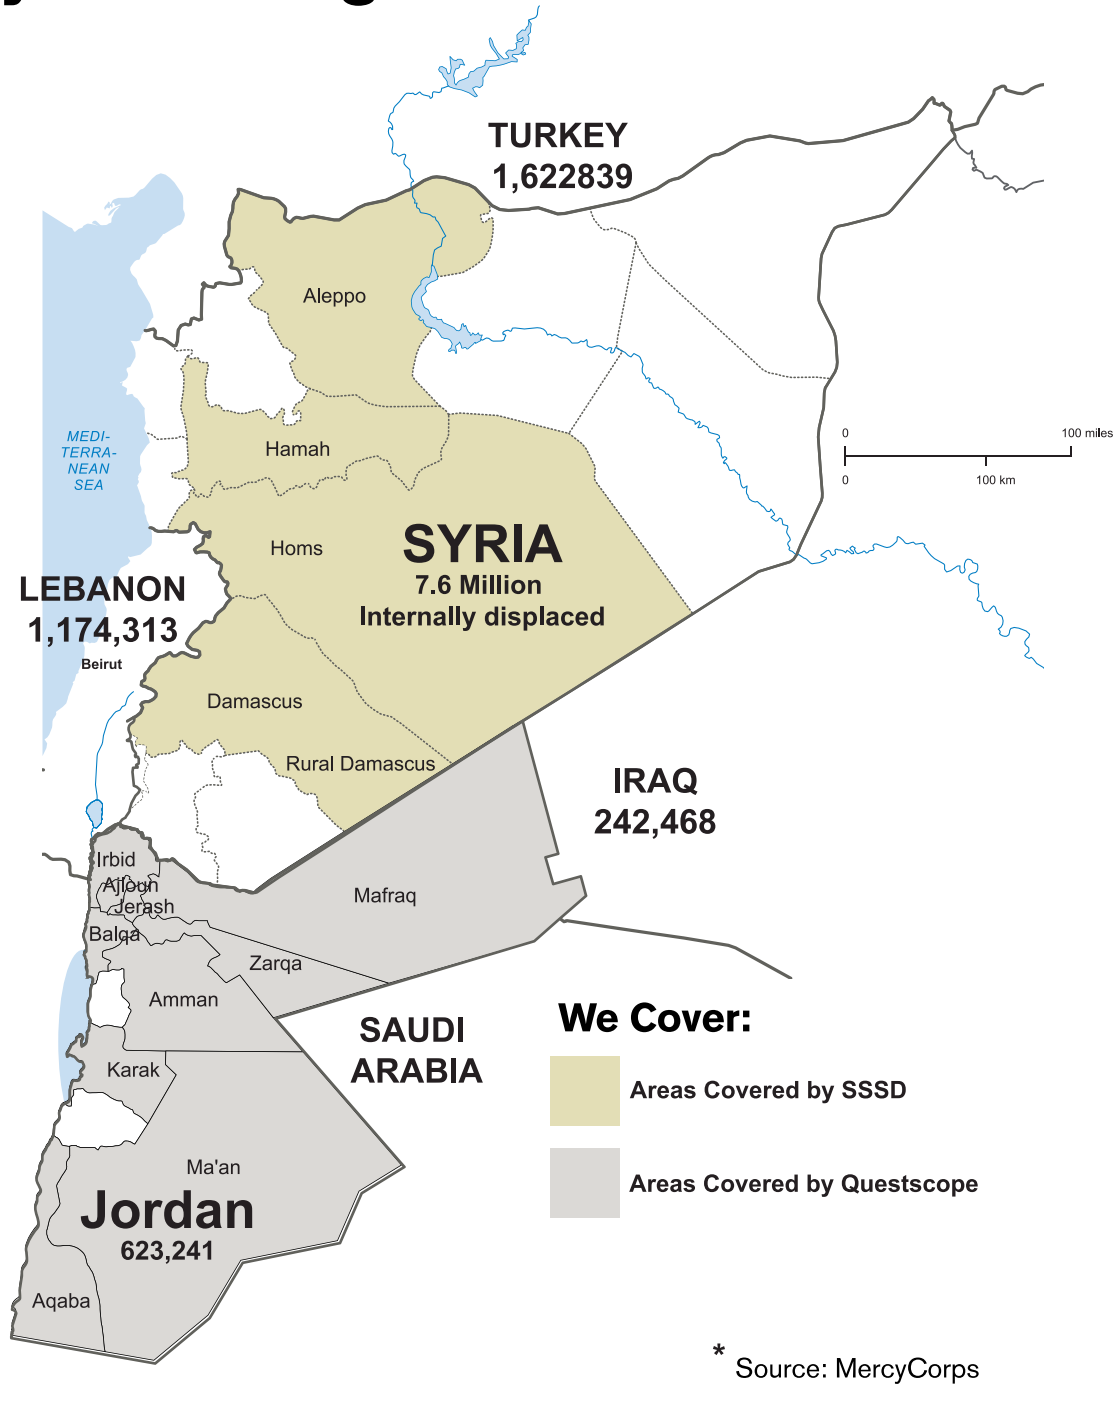 TURKEY
1,622839
Aleppo
MEDI-
TERRA-
NEAN
SEA
Hamah
0
100 miles
0
100 km
Homs
SYRIA
7.6 Million
Internally displaced
LEBANON
1,174,313
Beirut
Damascus
Rural Damascus
IRAQ
242,468
Irbid
Ajloun
Jerash
Mafraq
Balqa
Zarqa
Amman
SAUDI
ARABIA
Karak
We Cover:
Areas Covered by SSSD
Ma'an
Areas Covered by Questscope
Jordan
623,241
Aqaba
* Source: MercyCorps